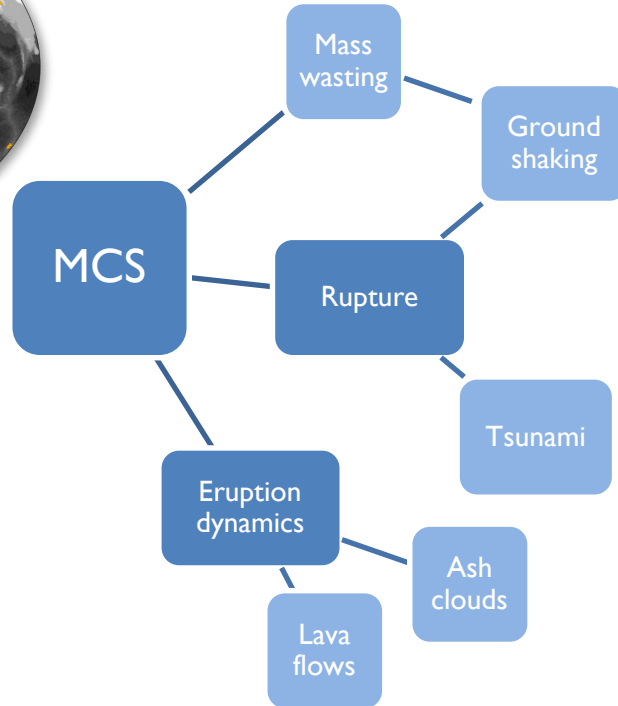 Mass
wasting
Ground
shaking
MCS
Rupture
Tsunami
Eruption
dynamics
Ash
clouds
Lava
flows